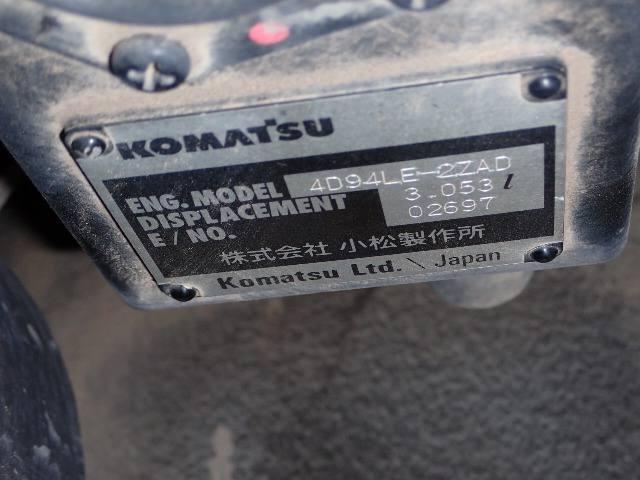 KOMATSU
ENG. MODEL 4D94LE-2ZAD
DISPLACEMENT 3.053 l
E / NO. 02697
株式会社 小松製作所
Komatsu Ltd. \ Japan